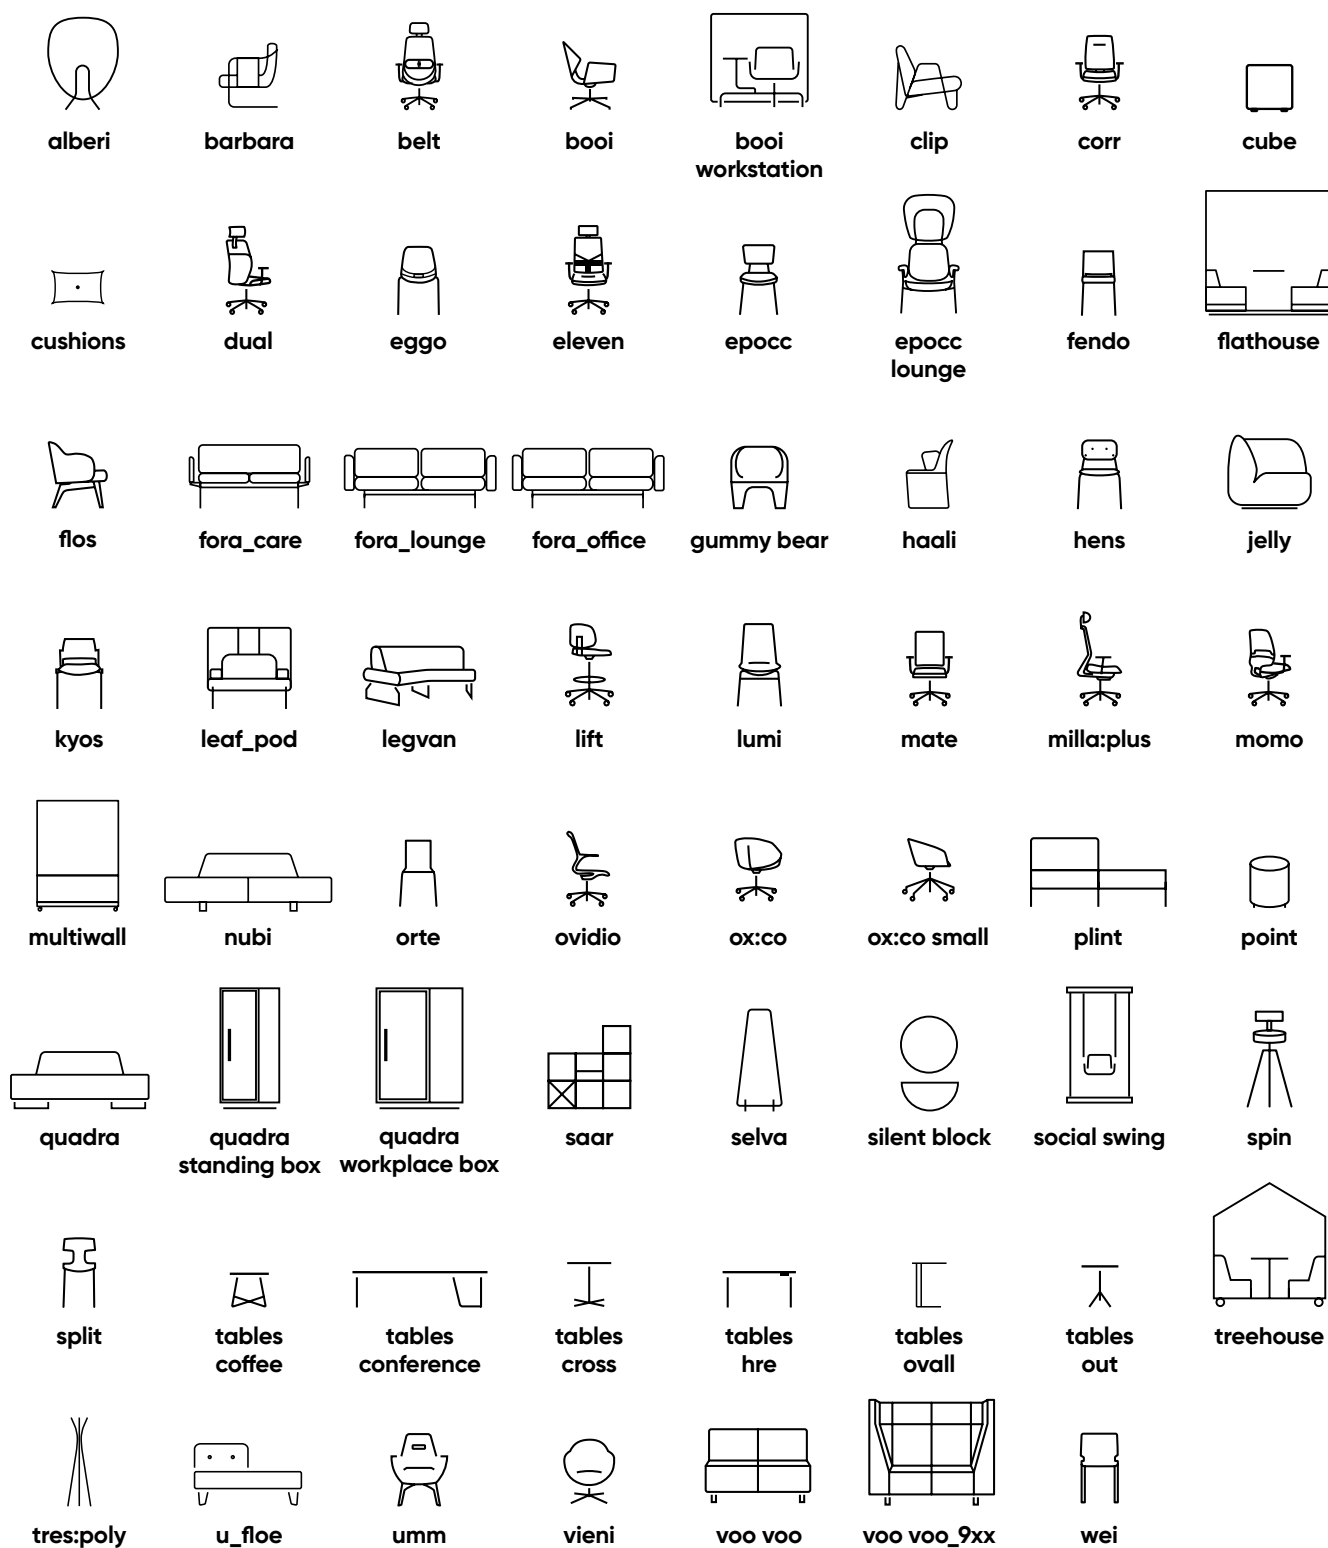 alberi
barbara
belt
booi
booi
workstation
clip
corr
cube
cushions
dual
eggo
eleven
epocc
epocc
lounge
fendo
flathouse
flos
fora_care
fora_lounge
fora_office
gummy bear
haali
hens
jelly
kyos
leaf_pod
legvan
lift
lumi
mate
milla:plus
momo
multiwall
nubi
orte
ovidio
ox:co
ox:co small
plint
point
quadra
quadra
standing box
quadra
workplace box
saar
selva
silent block
social swing
spin
split
tables
coffee
tables
conference
tables
cross
tables
hre
tables
ovall
tables
out
treehouse
tres:poly
u_floe
umm
vieni
voo voo
voo voo_9xx
wei